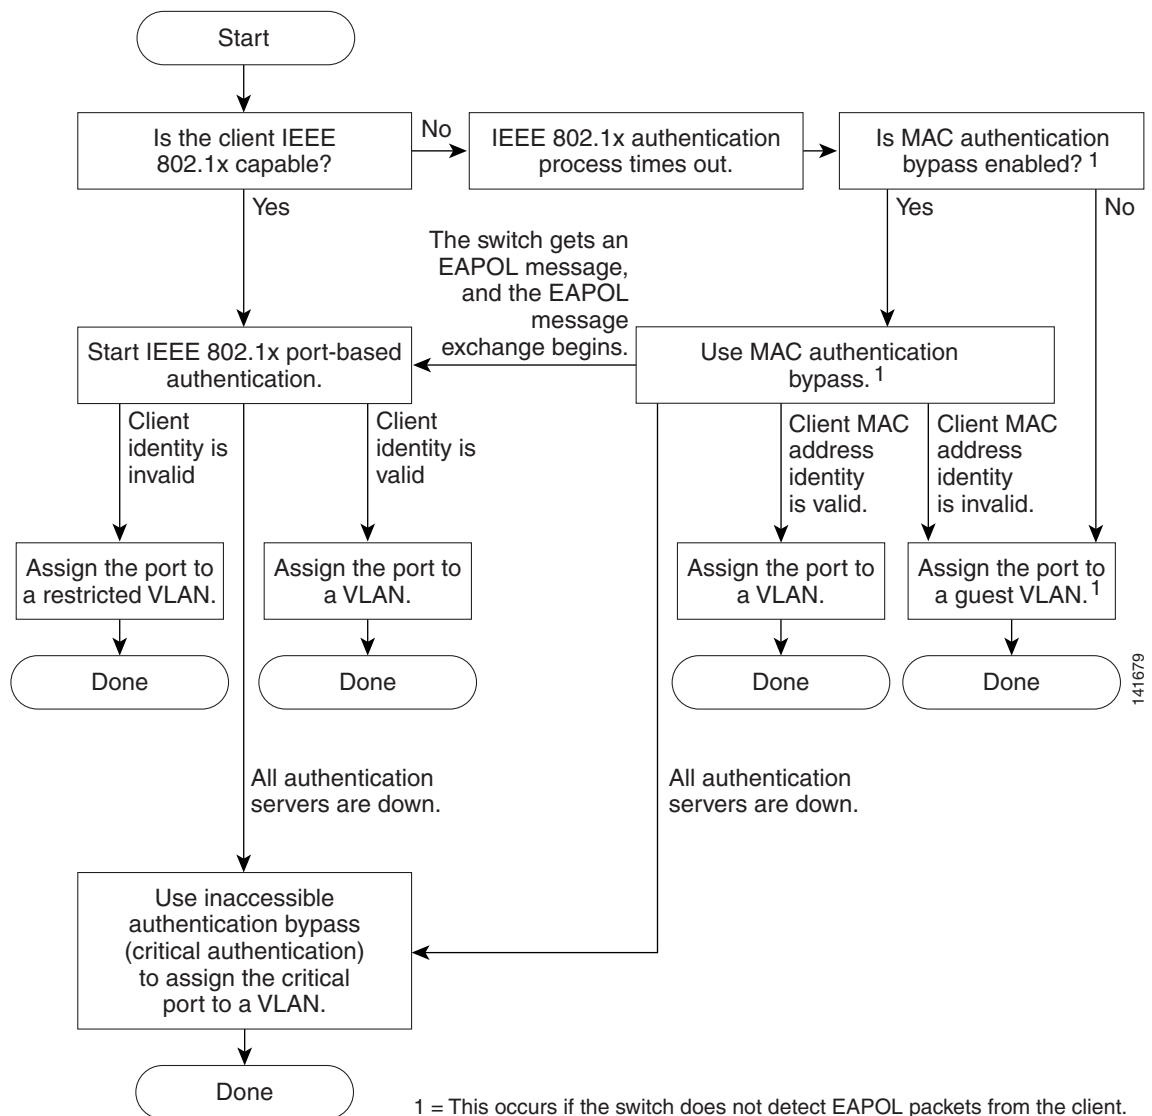 Start
Is the client IEEE
802.1x capable?
No
IEEE 802.1x authentication
process times out.
Is MAC authentication
bypass enabled? 1
Yes
Yes
No
The switch gets an
EAPOL message,
and the EAPOL
message
exchange begins.
Start IEEE 802.1x port-based
authentication.
Use MAC authentication
bypass. 1
Client
identity is
invalid
Client
identity is
valid
Client MAC
address
identity
is valid.
Client MAC
address
identity
is invalid.
Assign the port to
a restricted VLAN.
Assign the port to
a VLAN.
Assign the port to
a VLAN.
Assign the port to
a guest VLAN. 1
Done
Done
Done
Done
141679
All authentication
servers are down.
All authentication
servers are down.
Use inaccessible
authentication bypass
(critical authentication)
to assign the critical
port to a VLAN.
Done
1 = This occurs if the switch does not detect EAPOL packets from the client.